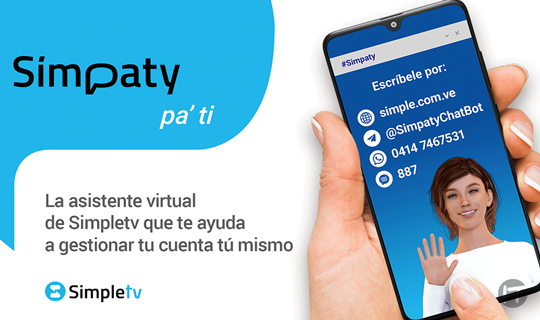 Simpaty
pa' ti
La asistente virtual
de Simpletv que te ayuda
a gestionar tu cuenta tú mismo
Simpletv
#Simpaty
Escríbele por:
simple.com.ve
@SimpatyChatBot
0414 7467531
887